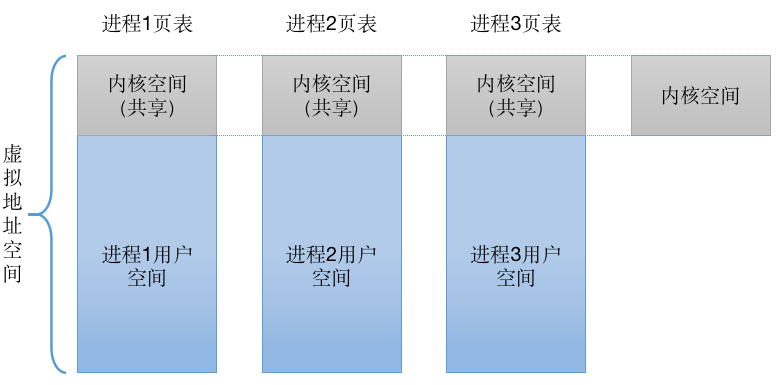 进程1页表
进程2页表
进程3页表
内核空间
(共享)
内核空间
(共享)
内核空间
(共享)
内核空间
虚拟地址空间
进程1用户
空间
进程2用户
空间
进程3用户
空间